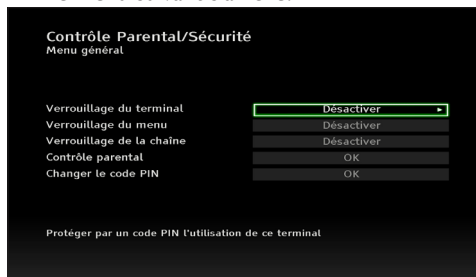 Contrôle Parental/Sécurité
Menu général
Verrouillage du terminal Désactiver
Verrouillage du menu Désactiver
Verrouillage de la chaîne Désactiver
Contrôle parental OK
Changer le code PIN OK
Protéger par un code PIN l'utilisation de ce terminal